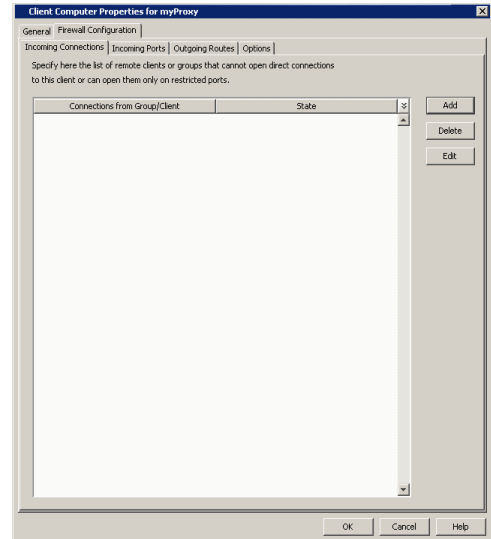 Client Computer Properties for myProxy
General Firewall Configuration
Incoming Connections Incoming Ports Outgoing Routes Options
Specify here the list of remote clients or groups that cannot open direct connections
to this client or can open them only on restricted ports.
Connections from Group/Client State Add
Delete
Edit
OK Cancel Help